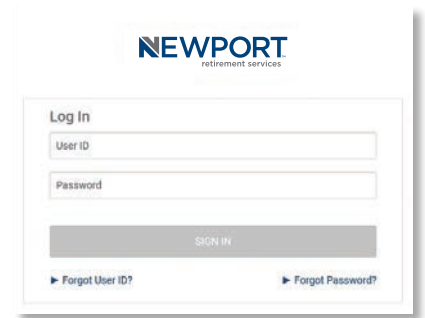 NEWPORT
retirement services
Log In
User ID
Password
SIGN IN
► Forgot User ID?
► Forgot Password?